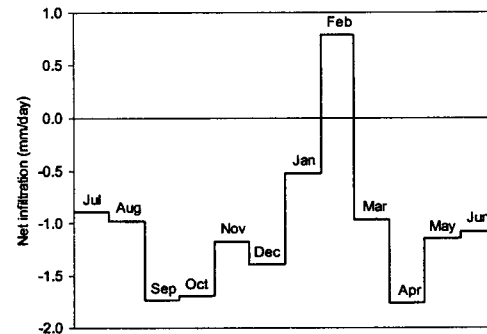 Net infiltration (mm/day)
1.0
0.5
0.0
-0.5
-1.0
-1.5
-2.0
Jul
Aug
Sep
Oct
Nov
Dec
Jan
Feb
Mar
Apr
May
Jun